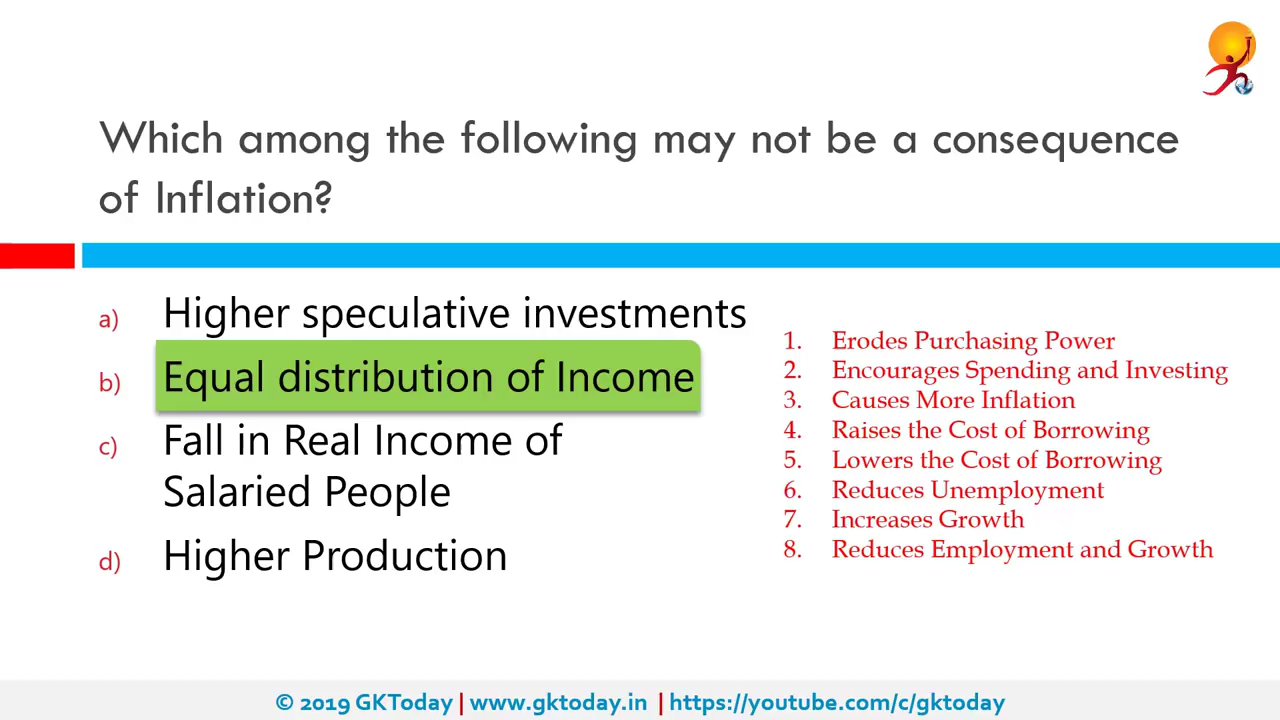 Which among the following may not be a consequence
of Inflation?
a) Higher speculative investments
b) Equal distribution of Income
c) Fall in Real Income of
Salaried People
d) Higher Production
1. Erodes Purchasing Power
2. Encourages Spending and Investing
3. Causes More Inflation
4. Raises the Cost of Borrowing
5. Lowers the Cost of Borrowing
6. Reduces Unemployment
7. Increases Growth
8. Reduces Employment and Growth
© 2019 GKToday | www.gktoday.in | https://youtube.com/c/gktoday